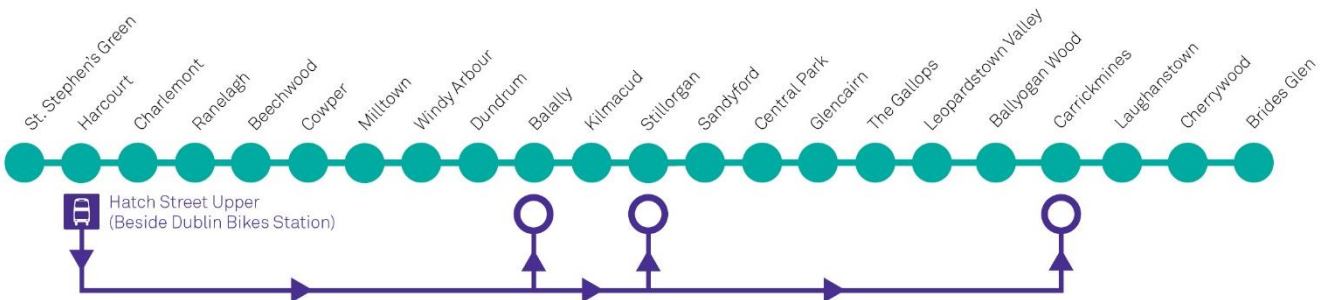 St. Stephen's Green
Harcourt
Charlemont
Ranelagh
Beechwood
Cowper
Milltown
Windy Arbour
Dundrum
Balally
Kilmacud
Stillorgan
Sandyford
Central Park
Glencairn
The Gallops
Leopardstown Valley
Ballyogan Wood
Carrickmines
Laughanstown
Cherrywood
Brides Glen
Hatch Street Upper
(Beside Dublin Bikes Station)